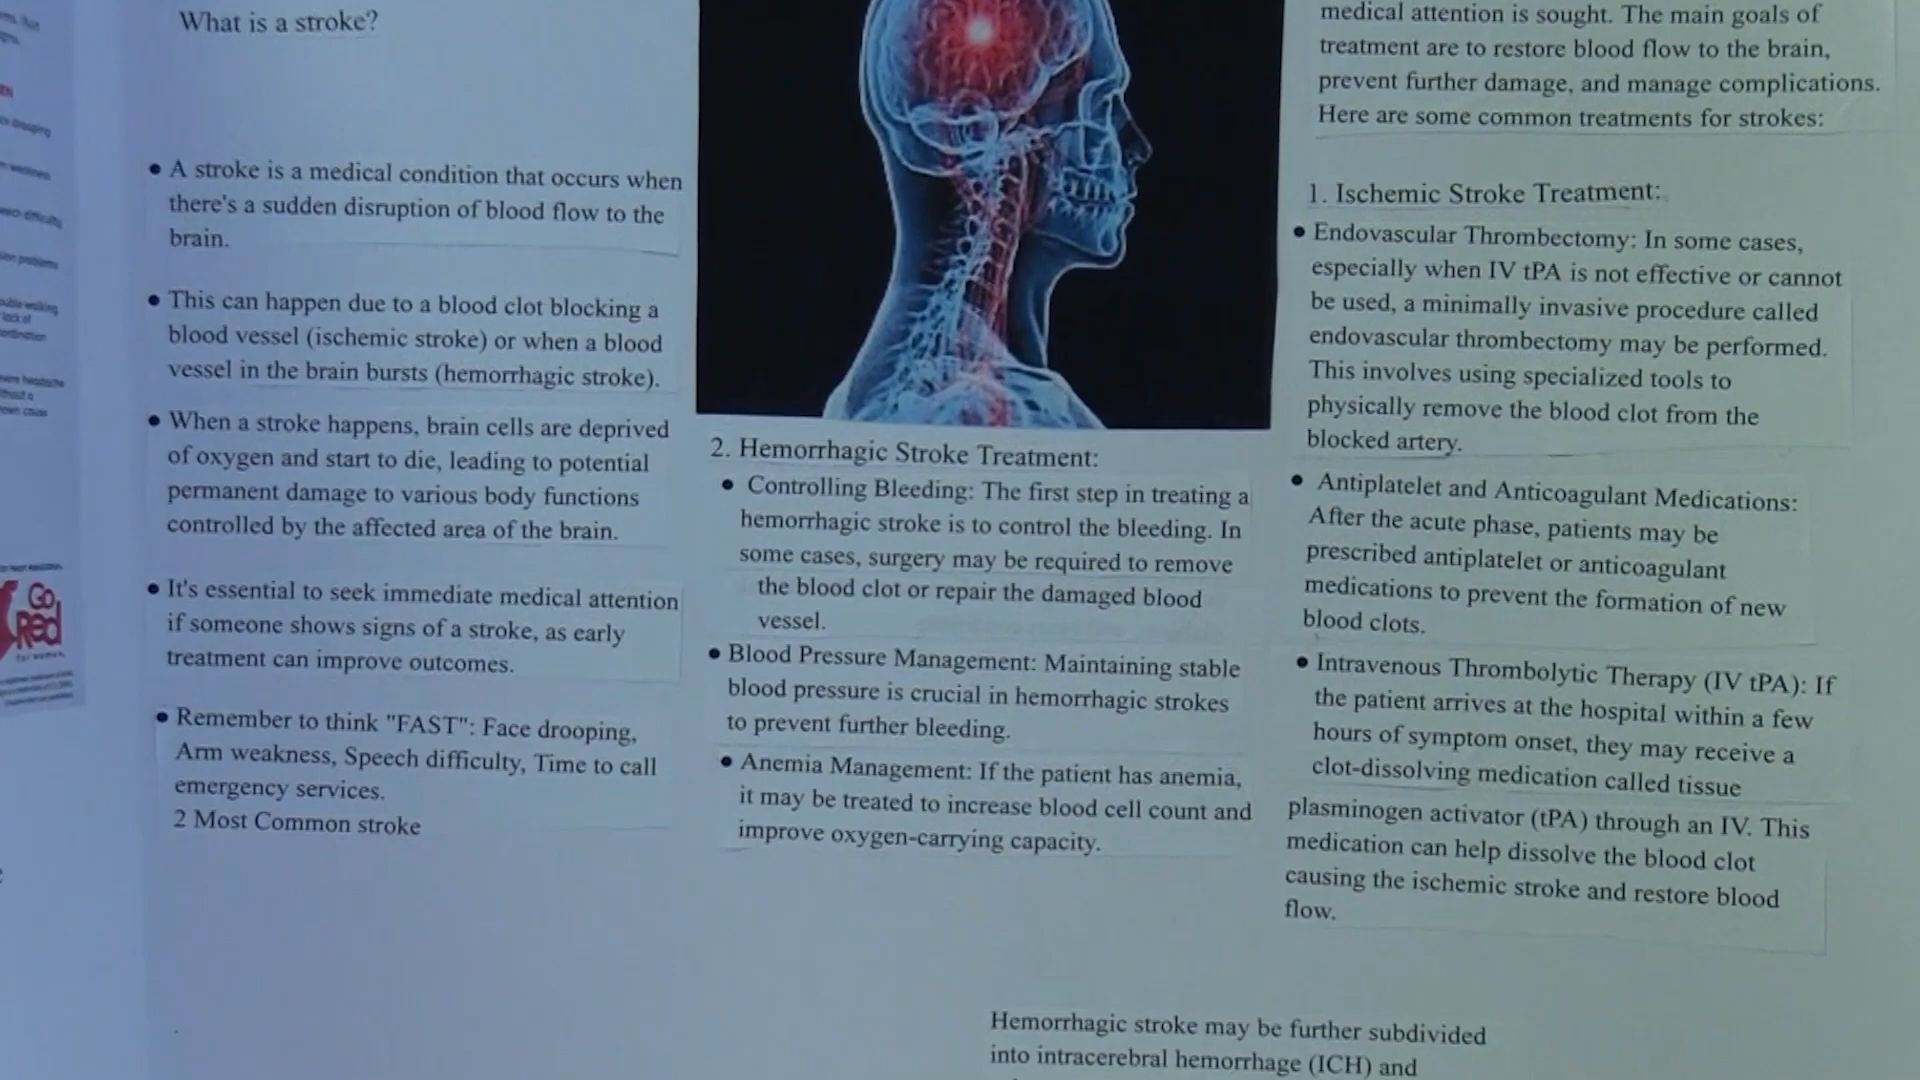 What is a stroke?
• A stroke is a medical condition that occurs when
there's a sudden disruption of blood flow to the
brain.
• This can happen due to a blood clot blocking a
blood vessel (ischemic stroke) or when a blood
vessel in the brain bursts (hemorrhagic stroke).
• When a stroke happens, brain cells are deprived
of oxygen and start to die, leading to potential
permanent damage to various body functions
controlled by the affected area of the brain.
• It's essential to seek immediate medical attention
if someone shows signs of a stroke, as early
treatment can improve outcomes.
• Remember to think "FAST": Face drooping,
Arm weakness, Speech difficulty, Time to call
emergency services.
2 Most Common stroke
2. Hemorrhagic Stroke Treatment:
• Controlling Bleeding: The first step in treating a
hemorrhagic stroke is to control the bleeding. In
some cases, surgery may be required to remove
the blood clot or repair the damaged blood
vessel.
• Blood Pressure Management: Maintaining stable
blood pressure is crucial in hemorrhagic strokes
to prevent further bleeding.
• Anemia Management: If the patient has anemia,
it may be treated to increase blood cell count and
improve oxygen-carrying capacity.
medical attention is sought. The main goals of
treatment are to restore blood flow to the brain,
prevent further damage, and manage complications.
Here are some common treatments for strokes:
1. Ischemic Stroke Treatment:
• Endovascular Thrombectomy: In some cases,
especially when IV tPA is not effective or cannot
be used, a minimally invasive procedure called
endovascular thrombectomy may be performed.
This involves using specialized tools to
physically remove the blood clot from the
blocked artery.
• Antiplatelet and Anticoagulant Medications:
After the acute phase, patients may be
prescribed antiplatelet or anticoagulant
medications to prevent the formation of new
blood clots.
• Intravenous Thrombolytic Therapy (IV tPA): If
the patient arrives at the hospital within a few
hours of symptom onset, they may receive a
clot-dissolving medication called tissue
plasminogen activator (tPA) through an IV. This
medication can help dissolve the blood clot
causing the ischemic stroke and restore blood
flow.
Hemorrhagic stroke may be further subdivided
into intracerebral hemorrhage (ICH) and
weakness
difficulty
problems
walking
lack of
headache
cause
Go
Red
for women